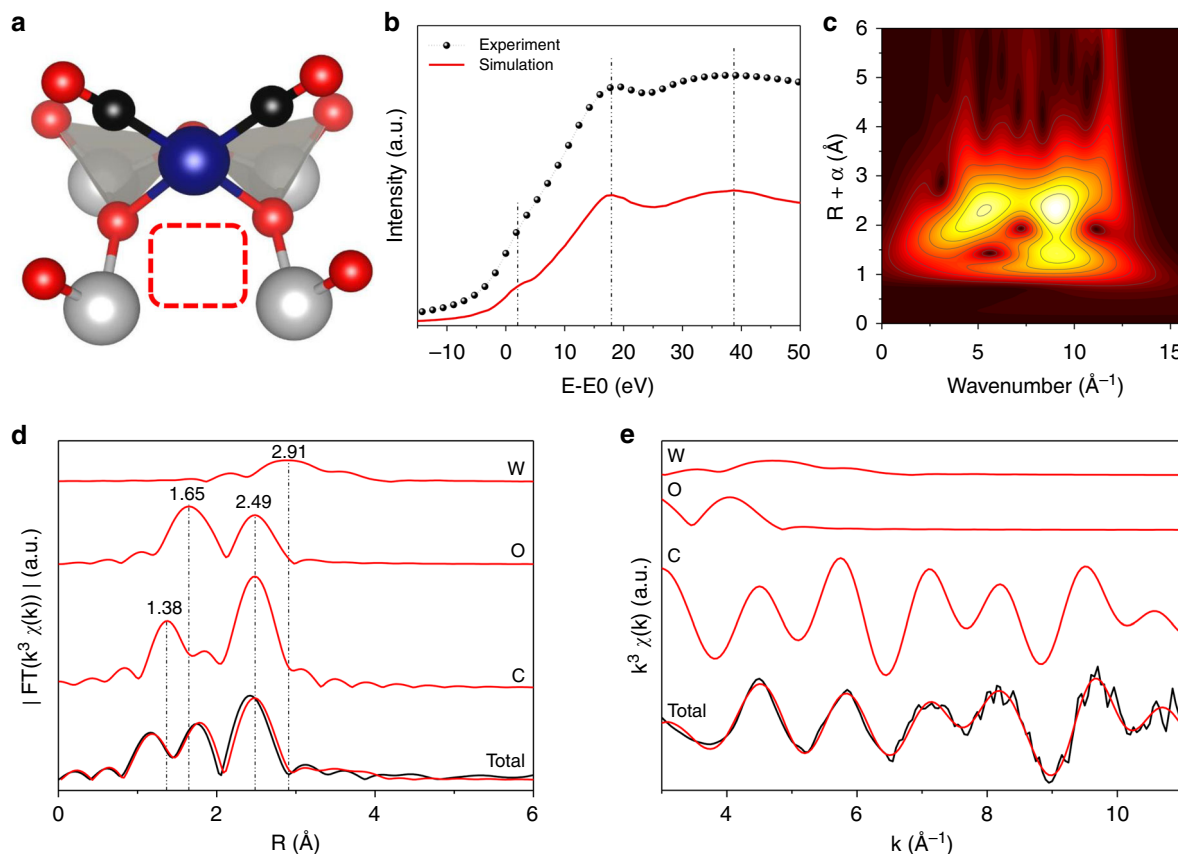 a
b
Experiment
Simulation
Intensity (a.u.)
−10 0 10 20 30 40 50
E-E0 (eV)
c
6
5
4
3
2
1
0
R + α (Å)
0 5 10 15
Wavenumber (Å⁻¹)
d
2.91
W
1.65
2.49
O
1.38
C
Total
| FT(k³ χ(k)) | (a.u.)
0 2 4 6
R (Å)
e
W
O
C
Total
k³ χ(k) (a.u.)
4 6 8 10
k (Å⁻¹)